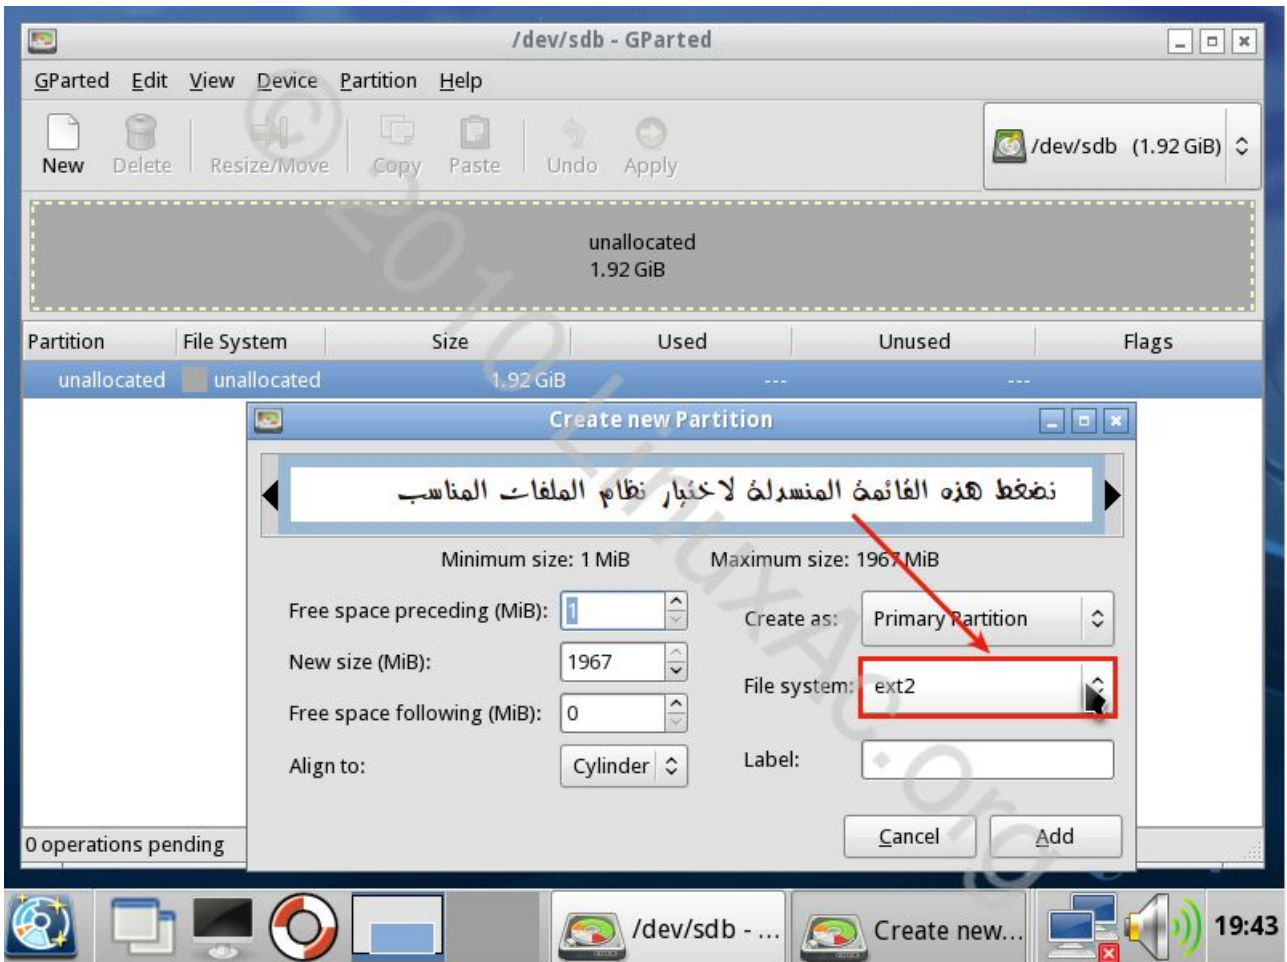 /dev/sdb - GParted
GParted Edit View Device Partition Help
New Delete Resize/Move Copy Paste Undo Apply
/dev/sdb (1.92 GiB)
unallocated
1.92 GiB
Partition File System Size Used Unused Flags
unallocated unallocated 1.92 GiB --- ---
Create new Partition
نضغط هذه القائمة المنسدلة لاختيار نظام الملفات المناسب
Minimum size: 1 MiB Maximum size: 1967 MiB
Free space preceding (MiB): 1 Create as: Primary Partition
New size (MiB): 1967 File system: ext2
Free space following (MiB): 0
Align to: Cylinder Label:
Cancel Add
0 operations pending
/dev/sdb - ... Create new... 19:43
© 2010 LinuxAc.org